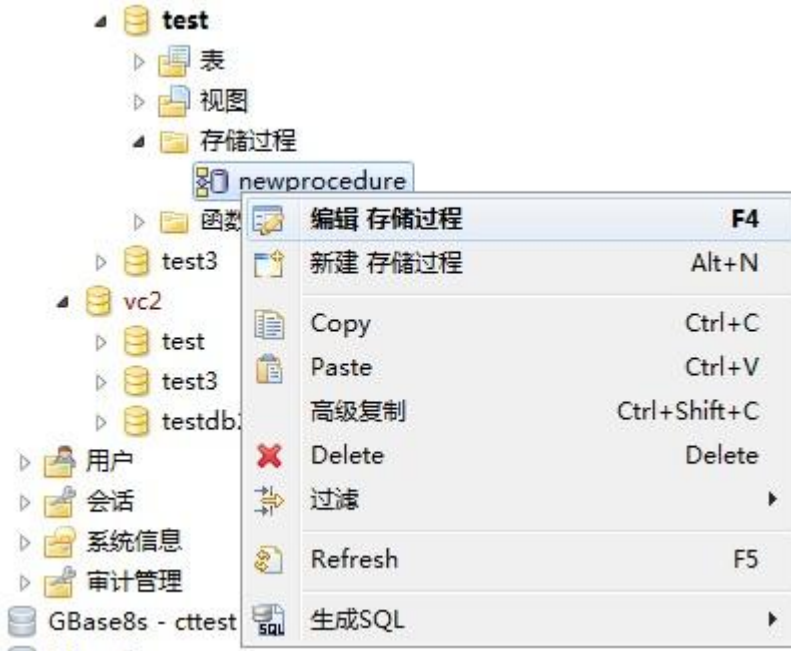 test
表
视图
存储过程
newprocedure
函数
test3
vc2
test
test3
testdb
用户
会话
系统信息
审计管理
GBase8s - cttest
编辑 存储过程 F4
新建 存储过程 Alt+N
Copy Ctrl+C
Paste Ctrl+V
高级复制 Ctrl+Shift+C
Delete Delete
过滤
Refresh F5
生成SQL